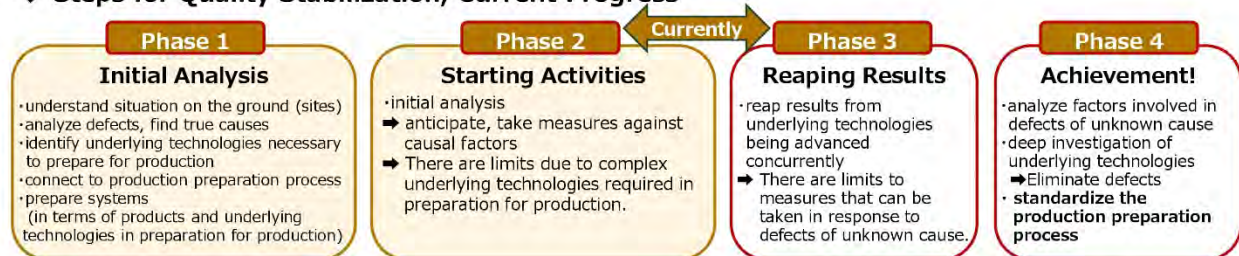 Steps for Quality Stabilization, Current Progress
Currently
Phase 1
Initial Analysis
・understand situation on the ground (sites)
・analyze defects, find true causes
・identify underlying technologies necessary
to prepare for production
・connect to production preparation process
・prepare systems
(in terms of products and underlying
technologies in preparation for production)
Phase 2
Starting Activities
・initial analysis
➡ anticipate, take measures against
causal factors
➡ There are limits due to complex
underlying technologies required in
preparation for production.
Phase 3
Reaping Results
・reap results from
underlying technologies
being advanced
concurrently
➡ There are limits to
measures that can be
taken in response to
defects of unknown cause.
Phase 4
Achievement!
・analyze factors involved in
defects of unknown cause
・deep investigation of
underlying technologies
➡Eliminate defects
・standardize the
production preparation
process